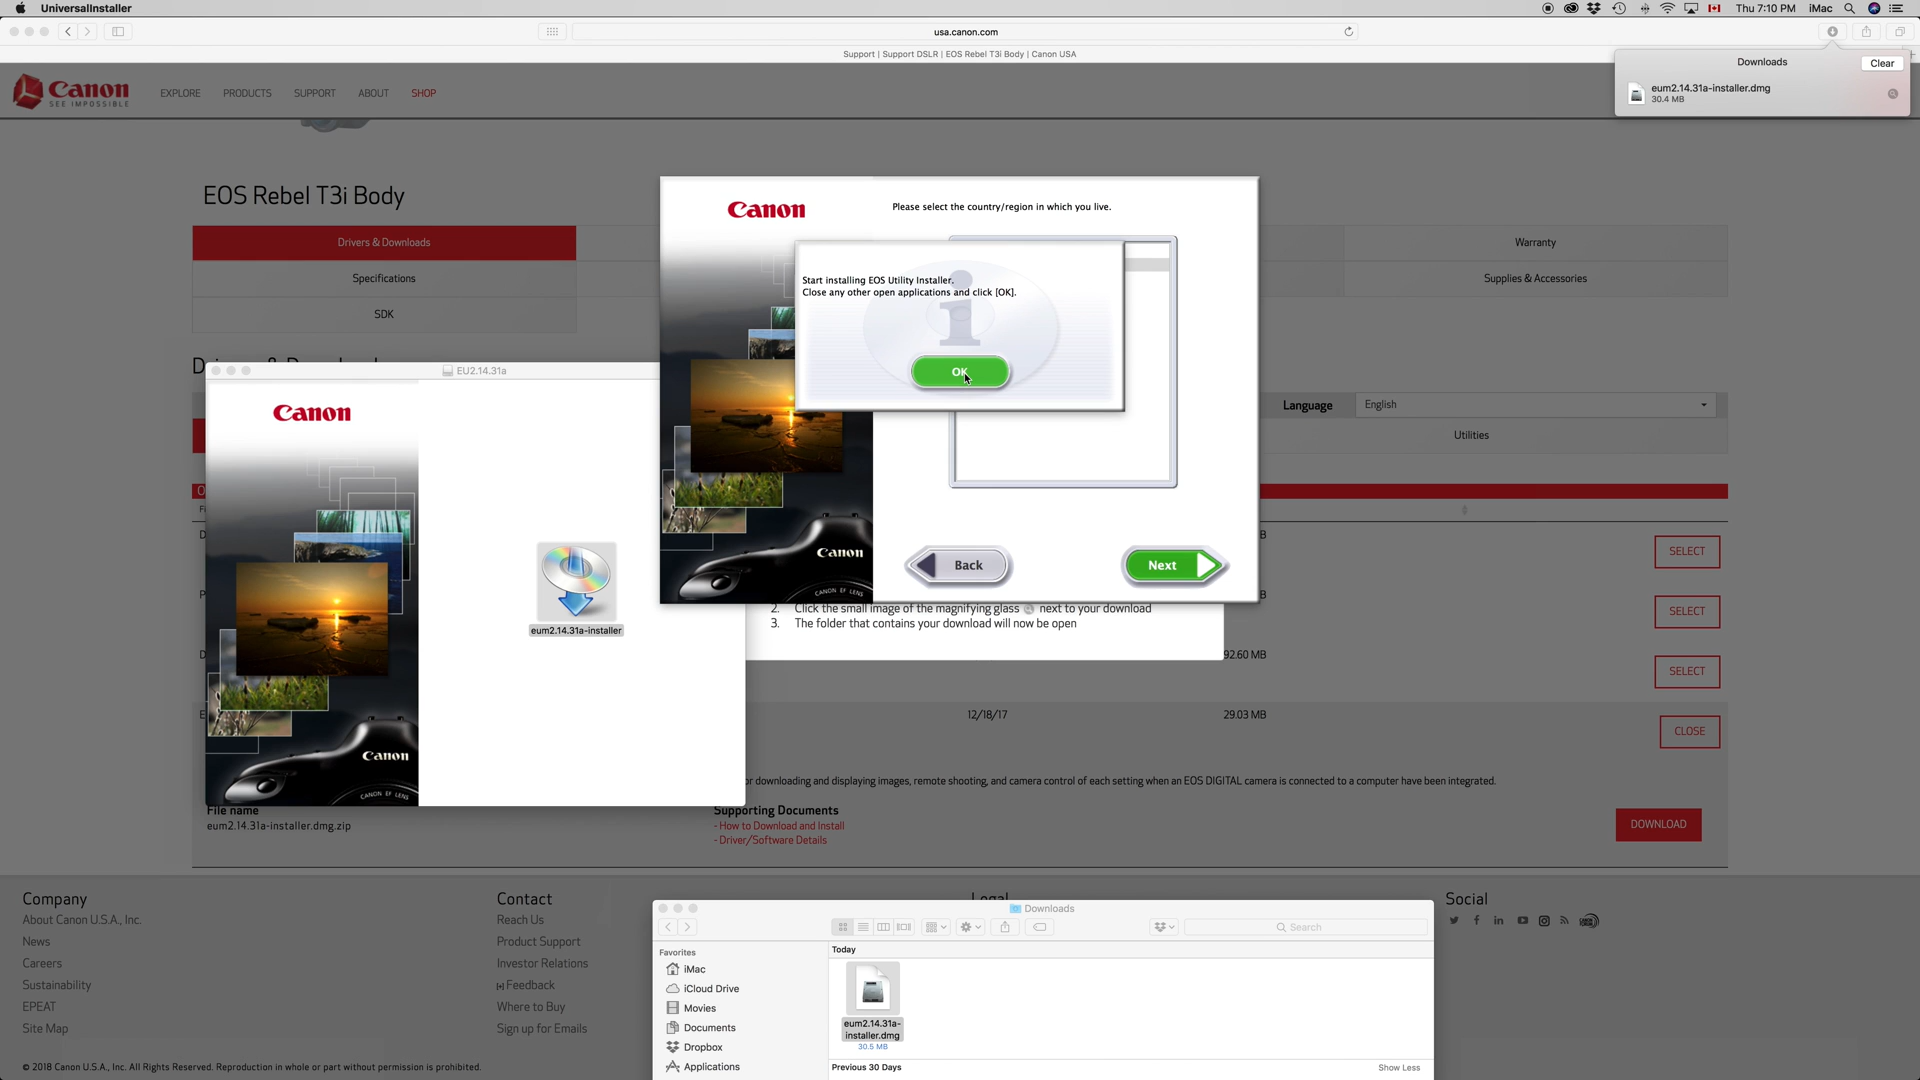 UniversalInstaller
Thu 7:10 PM
iMac
usa.canon.com
Support | Support DSLR | EOS Rebel T3i Body | Canon USA
Downloads
Clear
eum2.14.31a-installer.dmg
30.4 MB
Canon
SEE IMPOSSIBLE
EXPLORE
PRODUCTS
SUPPORT
ABOUT
SHOP
EOS Rebel T3i Body
Drivers & Downloads
Warranty
Specifications
Supplies & Accessories
SDK
Canon
Please select the country/region in which you live.
Start installing EOS Utility Installer.
Close any other open applications and click [OK].
OK
Canon
CANON EF LENS
Back
Next
EU2.14.31a
Canon
eum2.14.31a-installer
Canon
CANON EF LENS
Language
English
Utilities
SELECT
SELECT
SELECT
2. Click the small image of the magnifying glass next to your download
3. The folder that contains your download will now be open
92.60 MB
12/18/17
29.03 MB
CLOSE
or downloading and displaying images, remote shooting, and camera control of each setting when an EOS DIGITAL camera is connected to a computer have been integrated.
File name
eum2.14.31a-installer.dmg.zip
Supporting Documents
- How to Download and Install
- Driver/Software Details
DOWNLOAD
Company
About Canon U.S.A., Inc.
News
Careers
Sustainability
EPEAT
Site Map
Contact
Reach Us
Product Support
Investor Relations
[+] Feedback
Where to Buy
Sign up for Emails
Legal
Social
Downloads
Search
Favorites
iMac
iCloud Drive
Movies
Documents
Dropbox
Applications
Today
eum2.14.31a-
installer.dmg
30.5 MB
Previous 30 Days
Show Less
© 2018 Canon U.S.A., Inc. All Rights Reserved. Reproduction in whole or part without permission is prohibited.